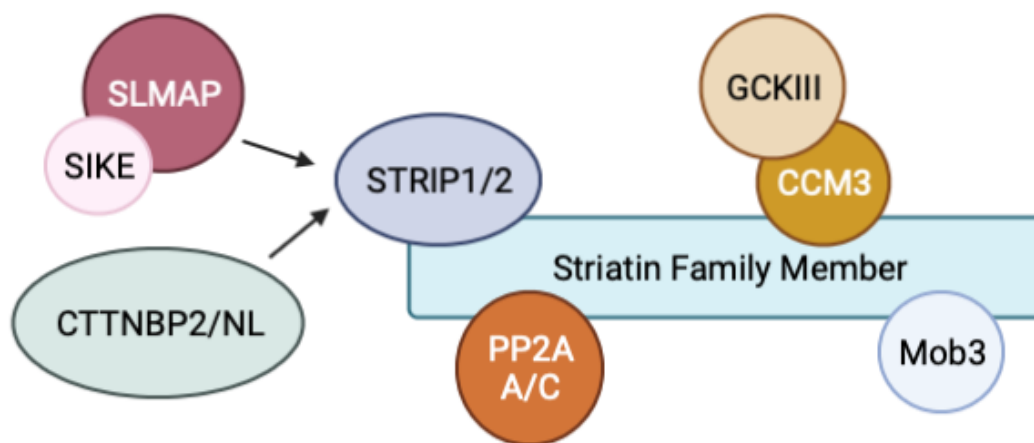 SLMAP
SIKE
STRIP1/2
CTTNBP2/NL
GCKIII
CCM3
Striatin Family Member
PP2A
A/C
Mob3